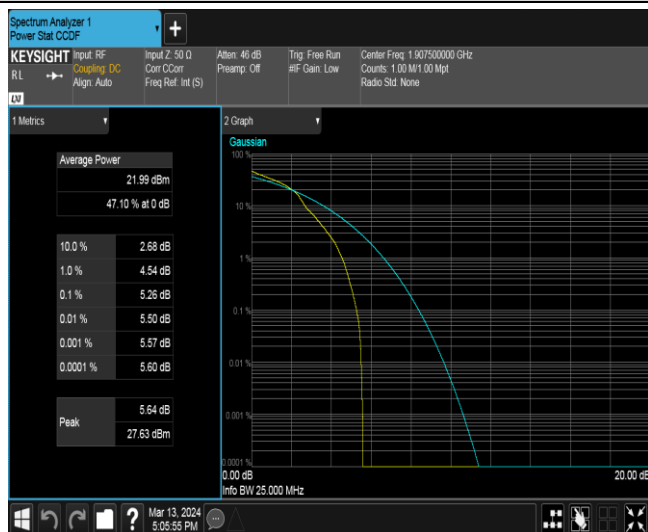 Spectrum Analyzer 1
Power Stat CCDF
KEYSIGHT
RL
LXI
Input: RF
Coupling: DC
Align: Auto
Input Z: 50 Ω
Corr CCorr
Freq Ref: Int (S)
Atten: 46 dB
Preamp: Off
Trig: Free Run
#IF Gain: Low
Center Freq: 1.907500000 GHz
Counts: 1.00 M/1.00 Mpt
Radio Std: None
1 Metrics
Average Power
21.99 dBm
47.10 % at 0 dB
10.0 % 2.68 dB
1.0 % 4.54 dB
0.1 % 5.26 dB
0.01 % 5.50 dB
0.001 % 5.57 dB
0.0001 % 5.60 dB
Peak
5.64 dB
27.63 dBm
2 Graph
Gaussian
100 %
10 %
1 %
0.1 %
0.01 %
0.001 %
0.0001 %
0.00 dB 20.00 dB
Info BW 25.000 MHz
?
Mar 13, 2024
5:05:55 PM